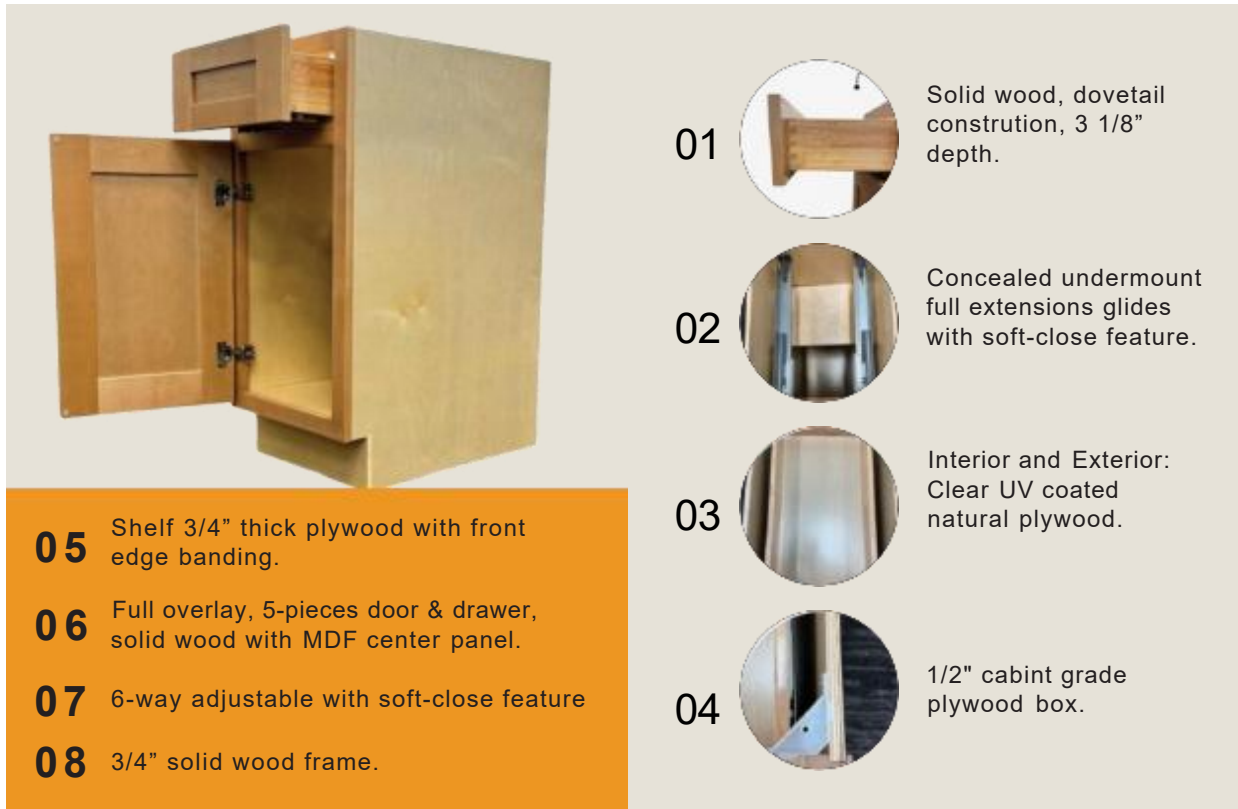 01
Solid wood, dovetail
constrution, 3 1/8”
depth.
02
Concealed undermount
full extensions glides
with soft-close feature.
03
Interior and Exterior:
Clear UV coated
natural plywood.
04
1/2" cabint grade
plywood box.
05
Shelf 3/4” thick plywood with front
edge banding.
06
Full overlay, 5-pieces door & drawer,
solid wood with MDF center panel.
07
6-way adjustable with soft-close feature
08
3/4” solid wood frame.